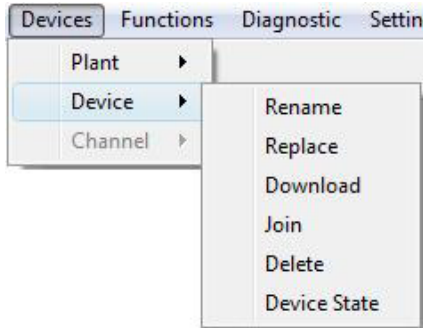 Devices Functions Diagnostic Settin
Plant
Device
Channel
Rename
Replace
Download
Join
Delete
Device State